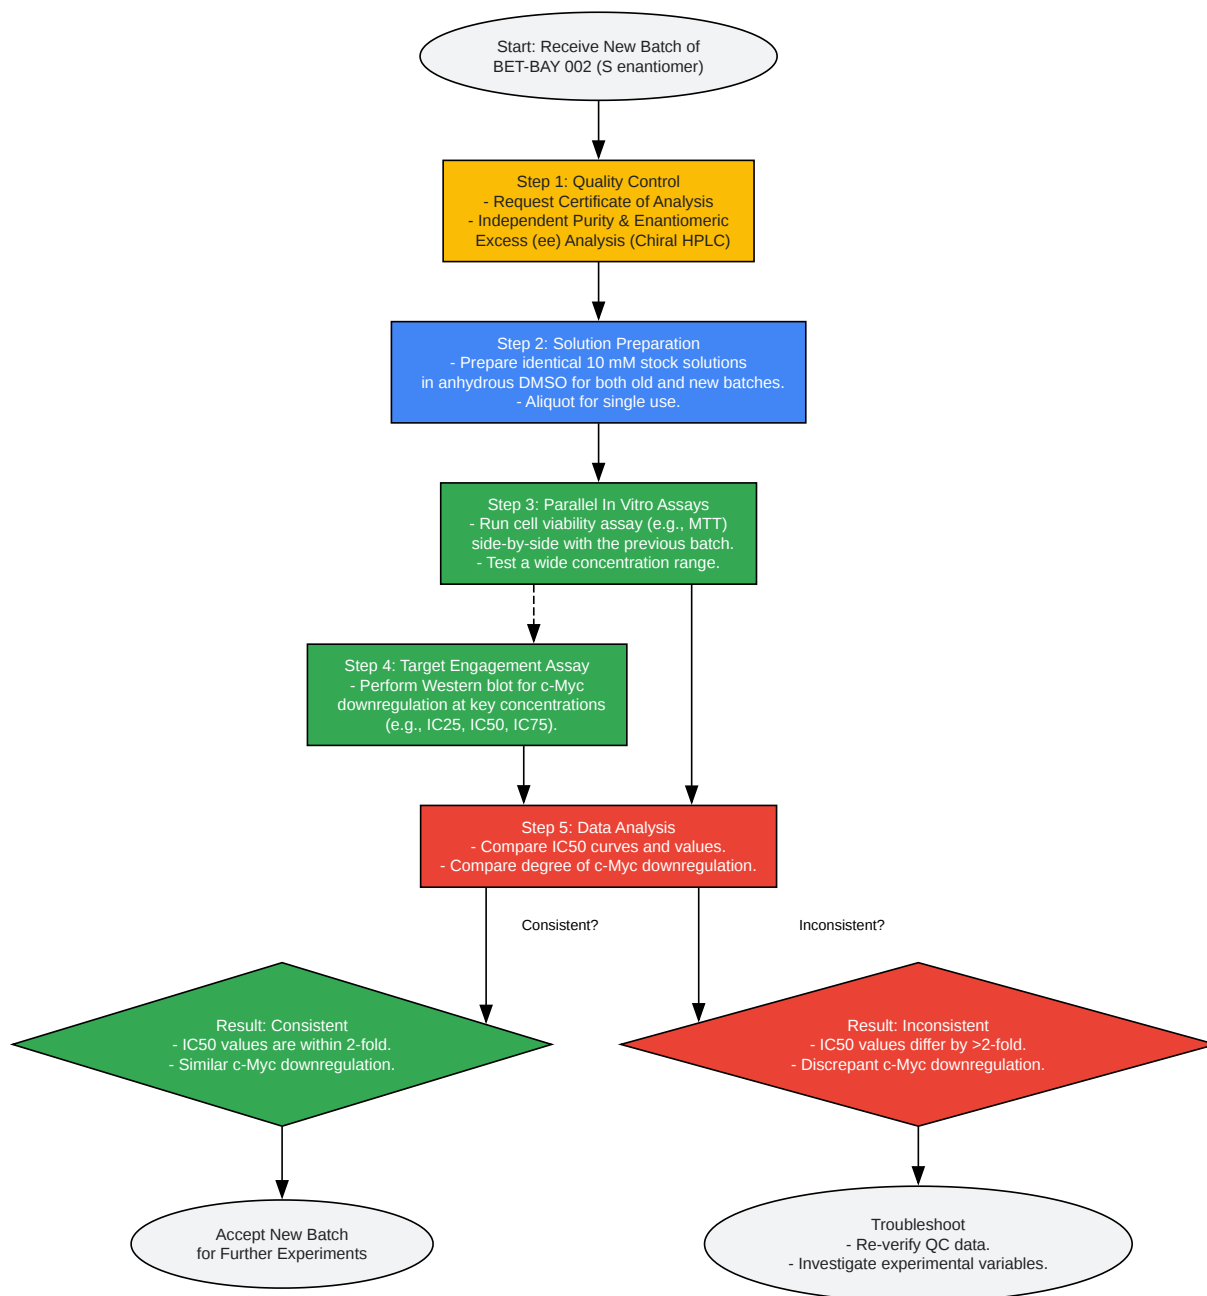 Start: Receive New Batch of
BET-BAY 002 (S enantiomer)
Step 1: Quality Control
- Request Certificate of Analysis
- Independent Purity & Enantiomeric
Excess (ee) Analysis (Chiral HPLC)
Step 2: Solution Preparation
- Prepare identical 10 mM stock solutions
in anhydrous DMSO for both old and new batches.
- Aliquot for single use.
Step 3: Parallel In Vitro Assays
- Run cell viability assay (e.g., MTT)
side-by-side with the previous batch.
- Test a wide concentration range.
Step 4: Target Engagement Assay
- Perform Western blot for c-Myc
downregulation at key concentrations
(e.g., IC25, IC50, IC75).
Step 5: Data Analysis
- Compare IC50 curves and values.
- Compare degree of c-Myc downregulation.
Consistent?
Inconsistent?
Result: Consistent
- IC50 values are within 2-fold.
- Similar c-Myc downregulation.
Result: Inconsistent
- IC50 values differ by >2-fold.
- Discrepant c-Myc downregulation.
Accept New Batch
for Further Experiments
Troubleshoot
- Re-verify QC data.
- Investigate experimental variables.